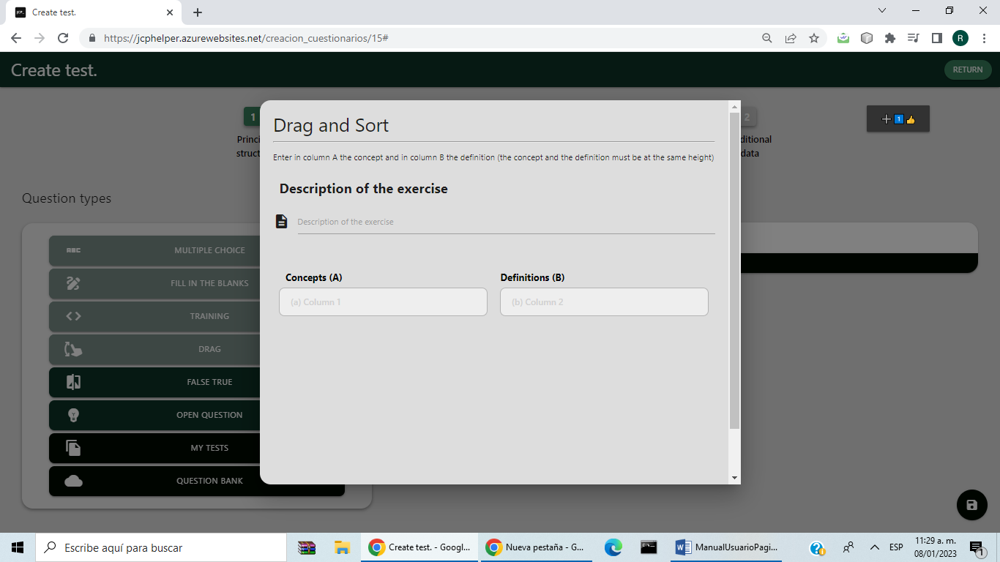 Create test.
https://jcphelper.azurewebsites.net/creacion_cuestionarios/15#
R
Create test.
RETURN
1
2
1
Princi
struct
ditional
data
Drag and Sort
Enter in column A the concept and in column B the definition (the concept and the definition must be at the same height)
Description of the exercise
Description of the exercise
Concepts (A)
Definitions (B)
(a) Column 1
(b) Column 2
Question types
ABC
MULTIPLE CHOICE
FILL IN THE BLANKS
TRAINING
DRAG
FALSE TRUE
OPEN QUESTION
MY TESTS
QUESTION BANK
Escribe aquí para buscar
Create test. - Googl...
Nueva pestaña - G...
ManualUsuarioPagi...
ESP
11:29 a. m.
08/01/2023
1